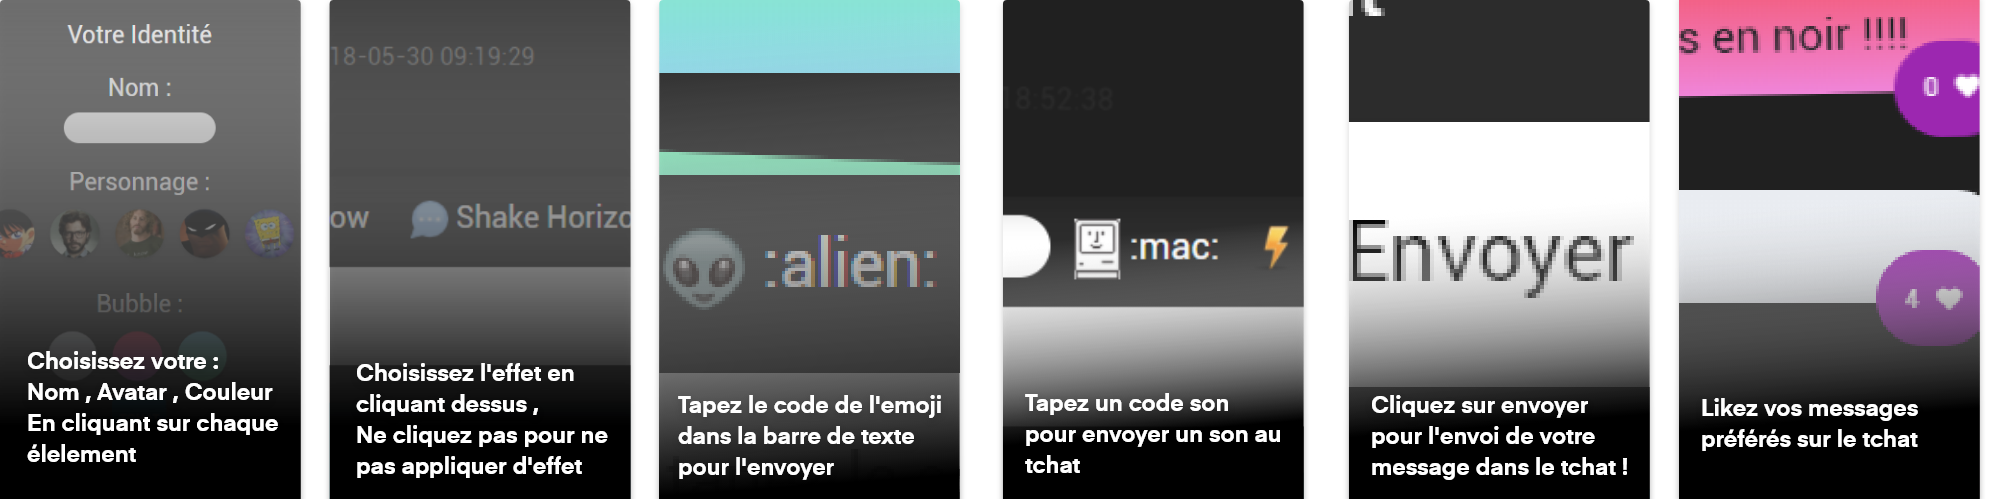 Votre Identité
Nom :
Personnage :
Bubble :
Choisissez votre :
Nom , Avatar , Couleur
En cliquant sur chaque
élelement
18-05-30 09:19:29
ow
Shake Horizo
Choisissez l'effet en
cliquant dessus ,
Ne cliquez pas pour ne
pas appliquer d'effet
:alien:
Tapez le code de l'emoji
dans la barre de texte
pour l'envoyer
18:52:38
:mac:
Tapez un code son
pour envoyer un son au
tchat
Envoyer
Cliquez sur envoyer
pour l'envoi de votre
message dans le tchat !
s en noir !!!!
0
4
Likez vos messages
préférés sur le tchat